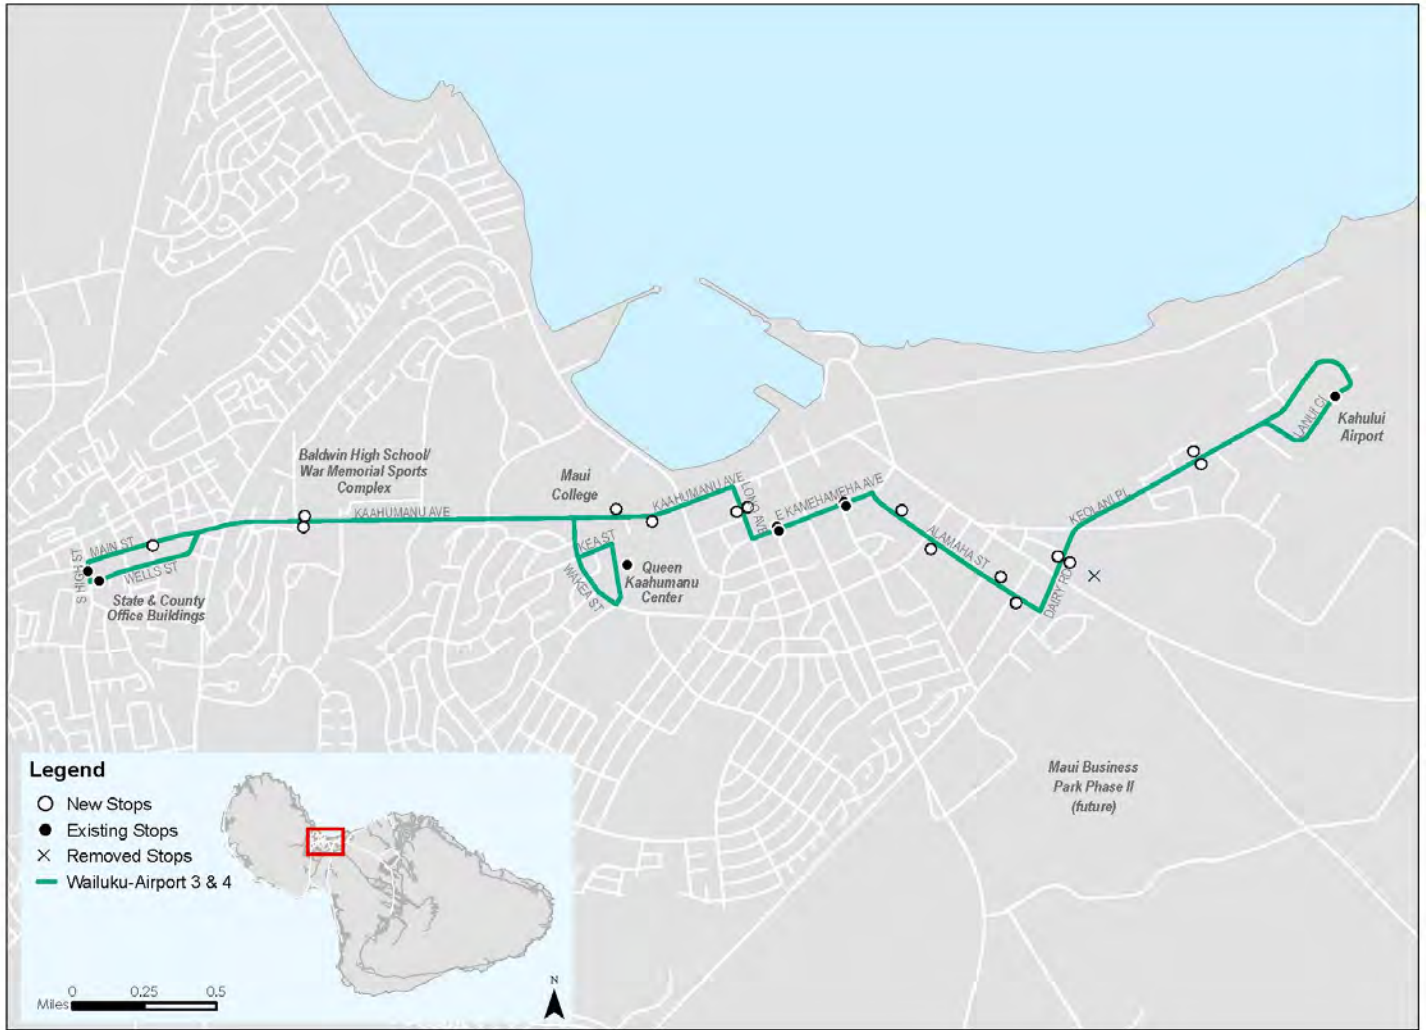 Kahului
Airport
LANUI CI
Baldwin High School/
War Memorial Sports
Complex
Maui
College
KAAHUMANU AVE
KAAHUMANU AVE
LONO AVE
E KAMEHAMEHA AVE
KEOLANI PL
ALAMAHA ST
DAIRY RD
MAIN ST
WELLS ST
S HIGH ST
State & County
Office Buildings
KEA ST
WAKEA ST
Queen
Kaahumanu
Center
Maui Business
Park Phase II
(future)
Legend
New Stops
Existing Stops
Removed Stops
Wailuku-Airport 3 & 4
0 0.25 0.5
Miles
N